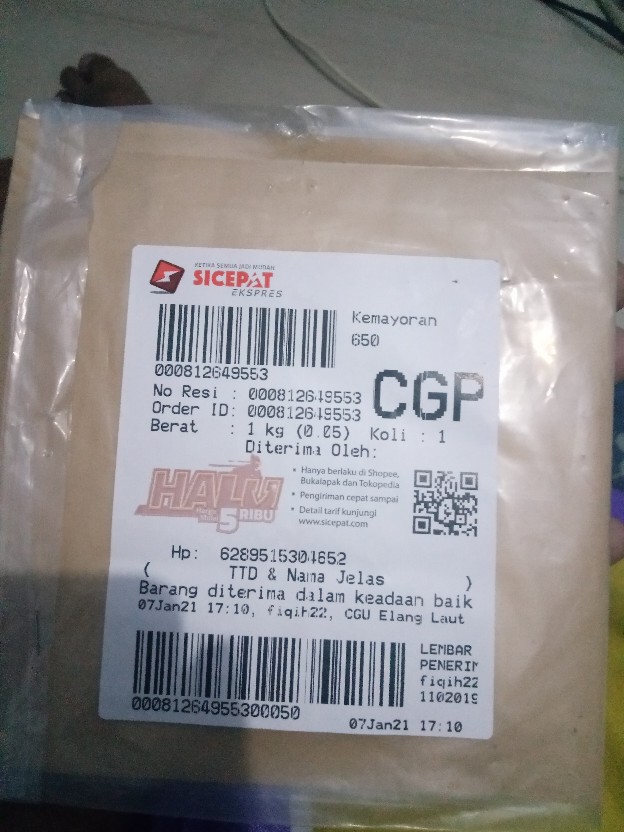 KETIKA SEMUA JADI MUDAH
SICEPAT
EKSPRES
Kemayoran
650
000812649553
CGP
No Resi : 000812649553
Order ID: 000812649553
Berat : 1 kg (0.05) Koli : 1
Diterima Oleh:
HALU
5 RIBU
• Hanya berlaku di Shopee,
Bukalapak dan Tokopedia
• Pengiriman cepat sampai
• Detail tarif kunjungi
www.sicepat.com
Hp: 6289515304652
( TTD & Nama Jelas )
Barang diterima dalam keadaan baik
07Jan21 17:10, fiqih22, CGU Elang Laut
LEMBAR
PENERIM
fiqih22
1102019
00081264955300050
07Jan21 17:10